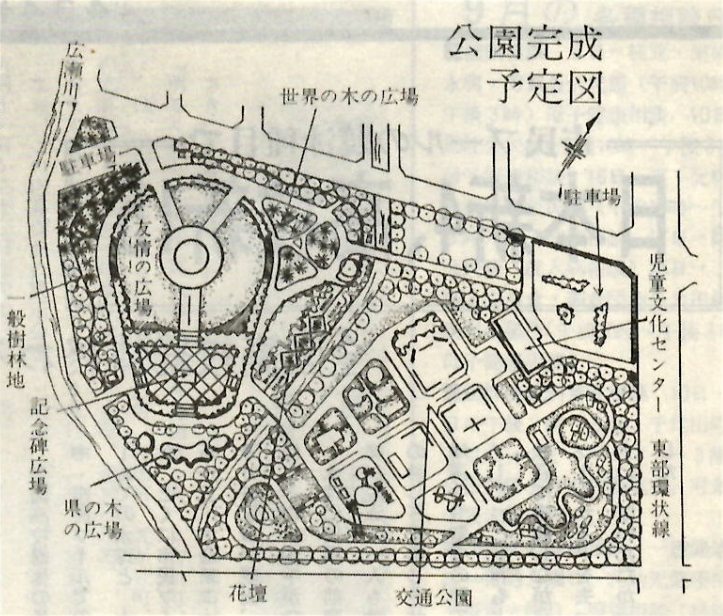 公園完成
予定図
広瀬川
世界の木の広場
駐車場
駐車場
友情の広場
児童文化センター
東部環状線
一般樹林地
記念碑広場
県の木
の広場
花壇
交通公園